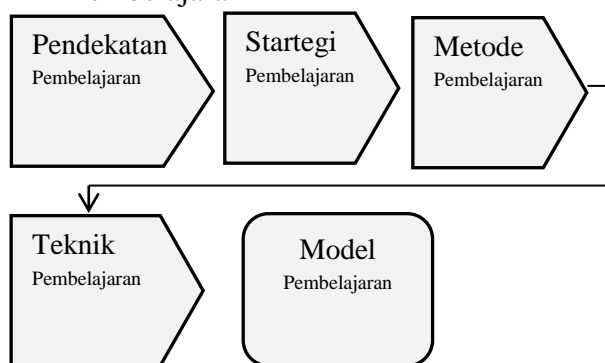 Pendekatan
Pembelajaran
Startegi
Pembelajaran
Metode
Pembelajaran
Teknik
Pembelajaran
Model
Pembelajaran